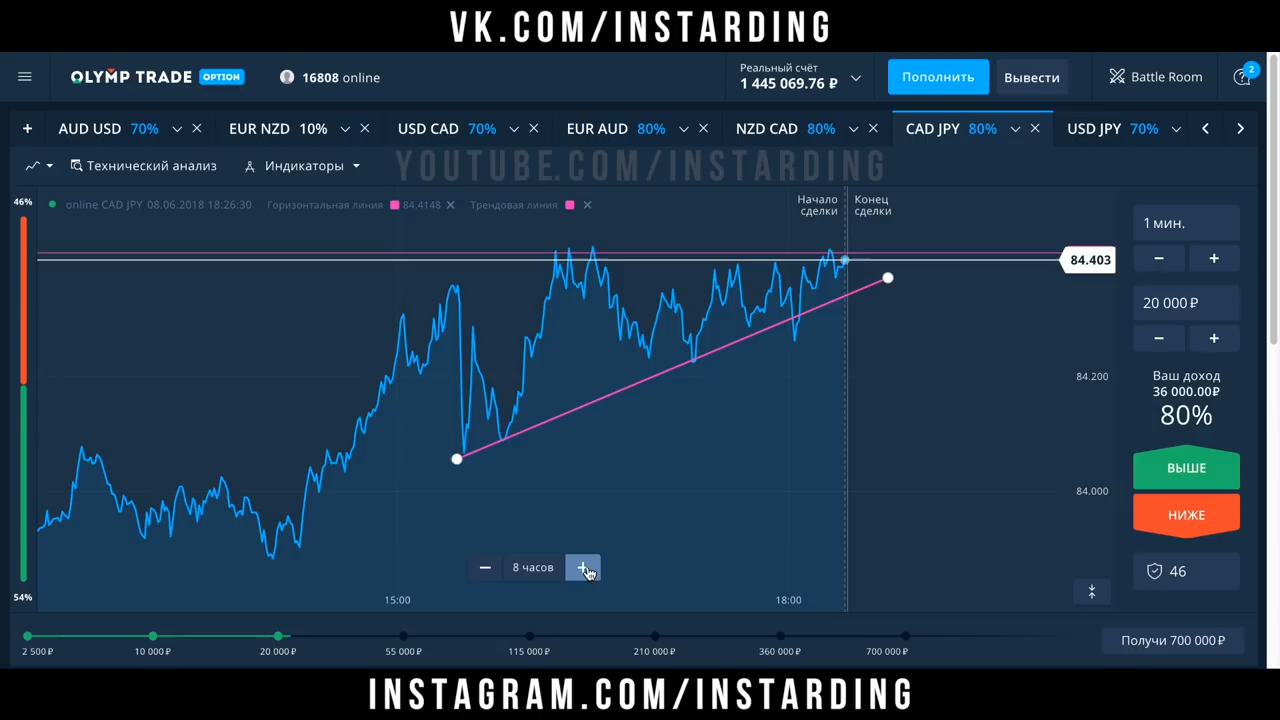 VK.COM/INSTARDING
OLYMP TRADE OPTION
16808 online
Реальный счёт
1 445 069.76 ₽
Пополнить
Вывести
Battle Room
2
+ AUD USD 70% EUR NZD 10% USD CAD 70% EUR AUD 80% NZD CAD 80% CAD JPY 80% USD JPY 70%
Технический анализ
Индикаторы
YOUTUBE.COM/INSTARDING
46%
online CAD JPY 08.06.2018 18:26:30 Горизонтальная линия 84.4148 Трендовая линия
Начало сделки
Конец сделки
84.403
84.200
84.000
54%
− 8 часов +
15:00
18:00
1 мин.
− +
20 000 ₽
− +
Ваш доход
36 000.00₽
80%
ВЫШЕ
НИЖЕ
46
2 500 ₽ 10 000 ₽ 20 000 ₽ 55 000 ₽ 115 000 ₽ 210 000 ₽ 360 000 ₽ 700 000 ₽
Получи 700 000 ₽
INSTAGRAM.COM/INSTARDING